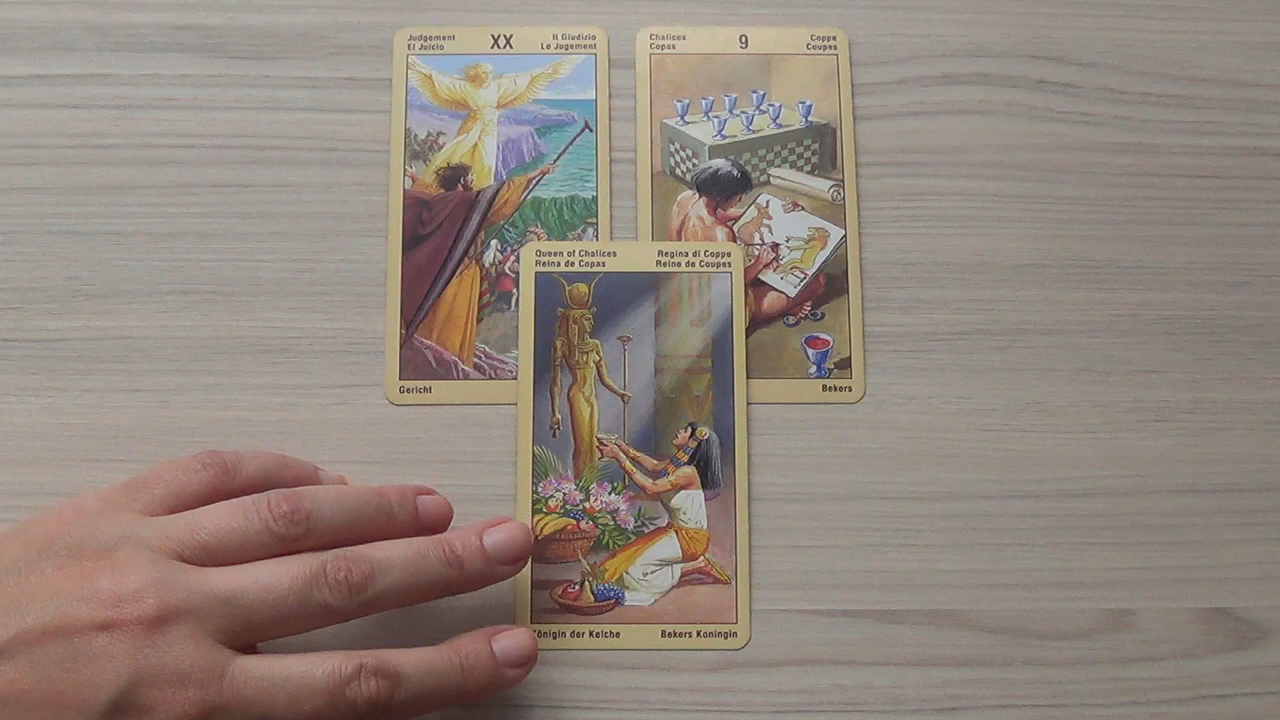 Judgement XX Il Giudizio
El Juicio Le Jugement
Gericht
Chalices 9 Coppe
Copas Coupes
Bekers
Queen of Chalices Regina di Coppe
Reina de Copas Reine de Coupes
Königin der Kelche Bekers Koningin